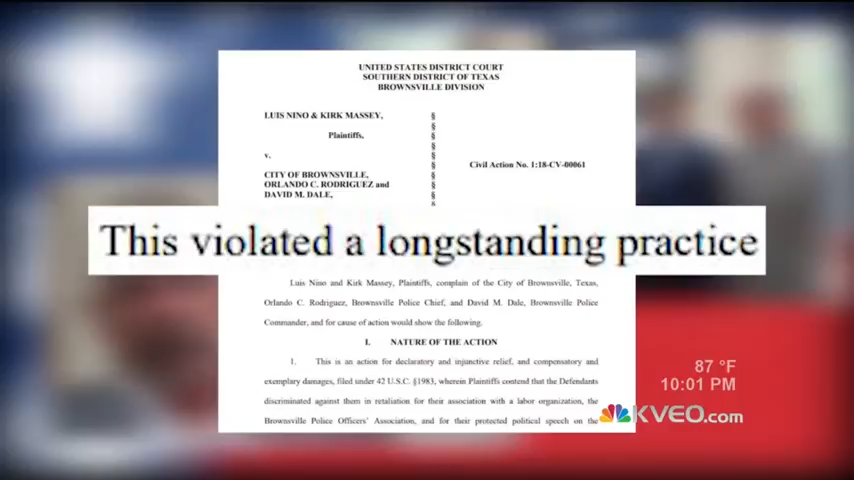 UNITED STATES DISTRICT COURT
SOUTHERN DISTRICT OF TEXAS
BROWNSVILLE DIVISION
LUIS NINO & KIRK MASSEY, §
§
Plaintiffs, §
§
v. §
§ Civil Action No. 1:18-CV-00061
CITY OF BROWNSVILLE, §
ORLANDO C. RODRIGUEZ and §
DAVID M. DALE, §
§
This violated a longstanding practice
Luis Nino and Kirk Massey, Plaintiffs, complain of the City of Brownsville, Texas,
Orlando C. Rodriguez, Brownsville Police Chief, and David M. Dale, Brownsville Police
Commander, and for cause of action would show the following.
I. NATURE OF THE ACTION
1. This is an action for declaratory and injunctive relief, and compensatory and
exemplary damages, filed under 42 U.S.C. §1983, wherein Plaintiffs contend that the Defendants
discriminated against them in retaliation for their association with a labor organization, the
Brownsville Police Officers' Association, and for their protected political speech on the
87 °F
10:01 PM
KVEO.com